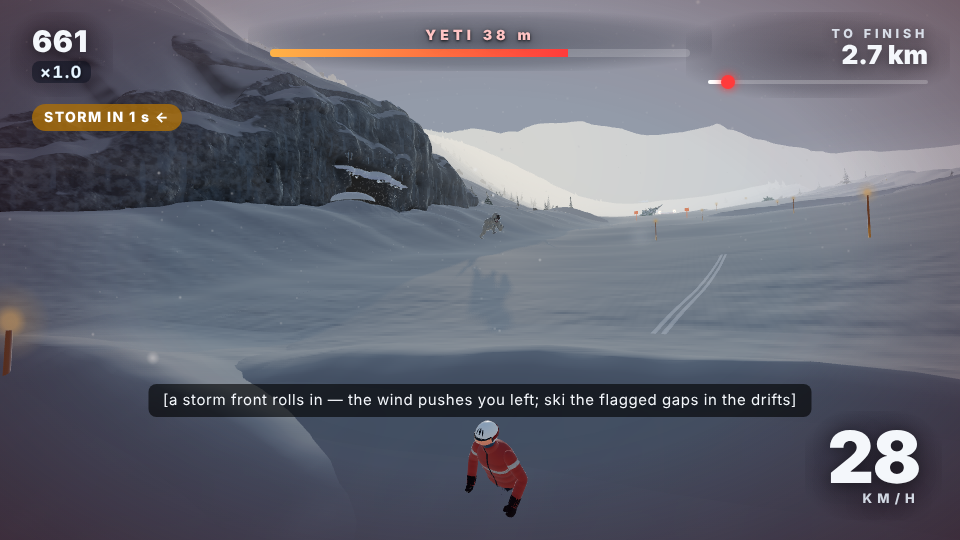 661
×1.0
STORM IN 1 s ←
YETI 38 m
TO FINISH
2.7 km
[a storm front rolls in — the wind pushes you left; ski the flagged gaps in the drifts]
28
KM/H